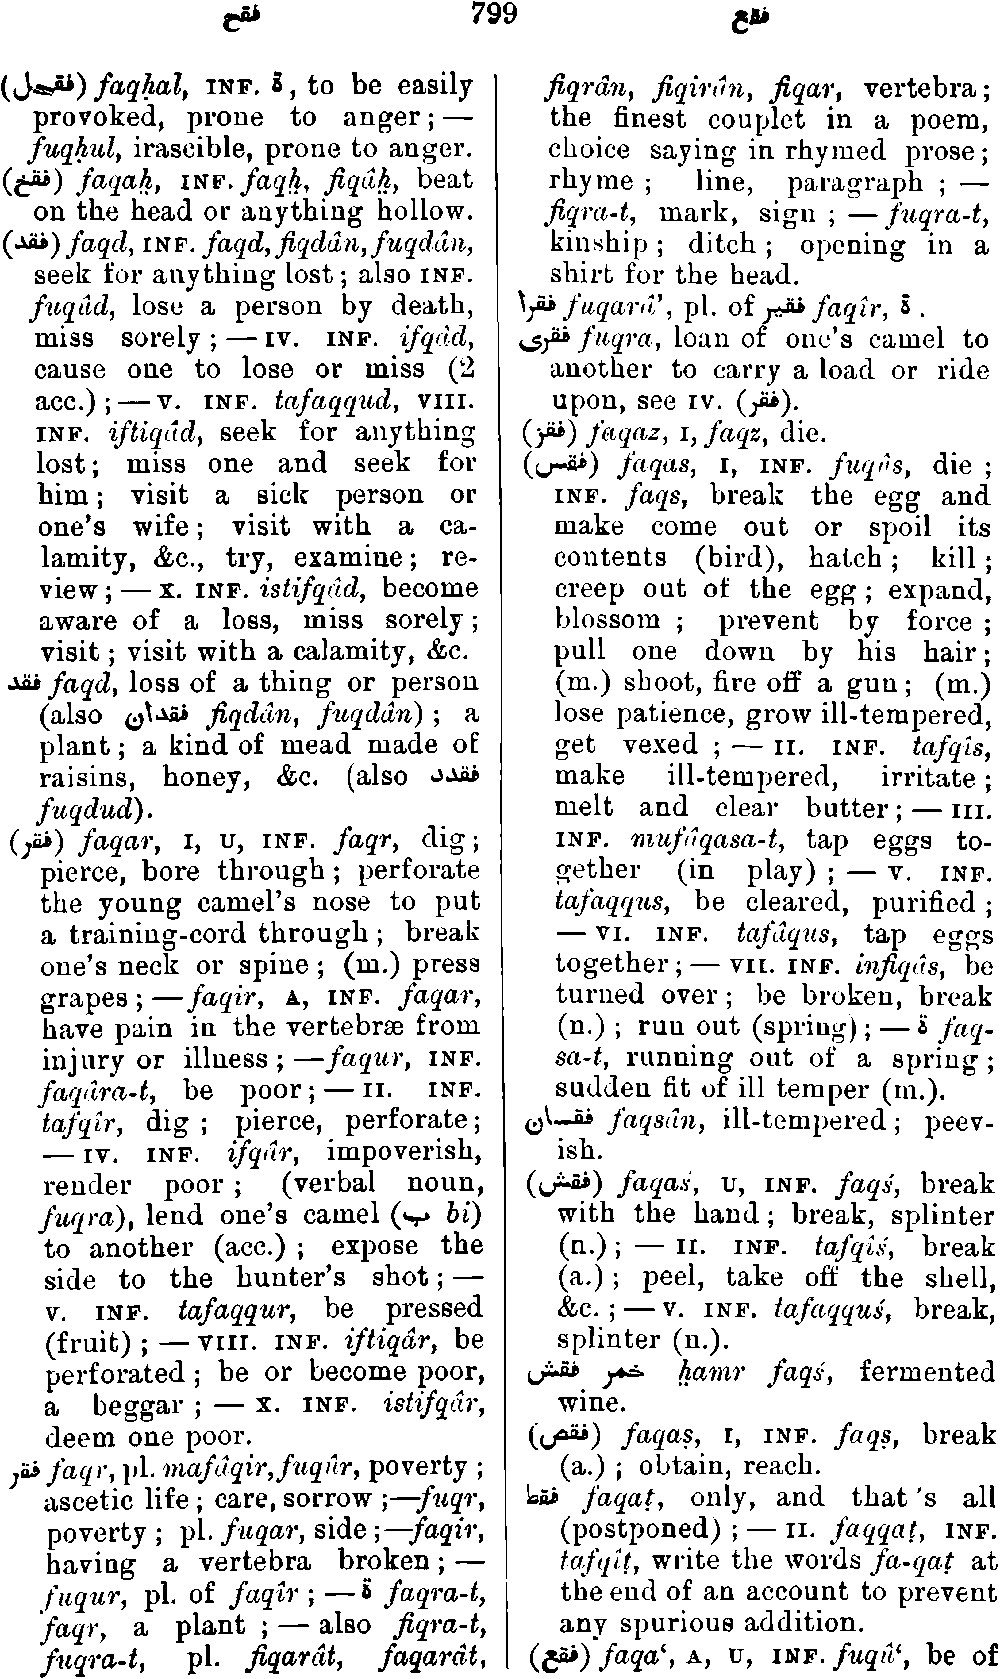 فقح 799 فقع
(فقحل) faqḥal, INF. ة, to be easily
provoked, prone to anger; —
fuqḥul, irascible, prone to anger.
(فقخ) faqaḫ, INF. faqḫ, fiqâḫ, beat
on the head or anything hollow.
(فقد) faqd, INF. faqd, fiqdân, fuqdân,
seek for anything lost; also INF.
fuqûd, lose a person by death,
miss sorely; — IV. INF. ifqâd,
cause one to lose or miss (2
acc.); — V. INF. tafaqqud, VIII.
INF. iftiqâd, seek for anything
lost; miss one and seek for
him; visit a sick person or
one's wife; visit with a ca-
lamity, &c., try, examine; re-
view; — X. INF. istifqâd, become
aware of a loss, miss sorely;
visit; visit with a calamity, &c.
فقد faqd, loss of a thing or person
(also فقدان fiqdân, fuqdân); a
plant; a kind of mead made of
raisins, honey, &c. (also فقدد
fuqdud).
(فقر) faqar, I, U, INF. faqr, dig;
pierce, bore through; perforate
the young camel's nose to put
a training-cord through; break
one's neck or spine; (m.) press
grapes; — faqir, A, INF. faqar,
have pain in the vertebræ from
injury or illness; — faqur, INF.
faqâra-t, be poor; — II. INF.
tafqîr, dig; pierce, perforate;
— IV. INF. ifqâr, impoverish,
render poor; (verbal noun,
fuqra), lend one's camel (ب bi)
to another (acc.); expose the
side to the hunter's shot; —
V. INF. tafaqqur, be pressed
(fruit); — VIII. INF. iftiqâr, be
perforated; be or become poor,
a beggar; — X. INF. istifqâr,
deem one poor.
فقر faqr, pl. mafâqir, fuqûr, poverty;
ascetic life; care, sorrow;—fuqr,
poverty; pl. fuqar, side;—faqir,
having a vertebra broken; —
fuqur, pl. of faqîr; — ة faqra-t,
faqr, a plant; — also fiqra-t,
fuqra-t, pl. fiqarât, faqarât,
fiqrân, fiqirân, fiqar, vertebra;
the finest couplet in a poem,
choice saying in rhymed prose;
rhyme; line, paragraph; —
fiqra-t, mark, sign; — fuqra-t,
kinship; ditch; opening in a
shirt for the head.
فقرا fuqarâ', pl. of فقير faqîr, ة.
فقرى fuqra, loan of one's camel to
another to carry a load or ride
upon, see IV. (فقر).
(فقز) faqaz, I, faqz, die.
(فقس) faqas, I, INF. fuqûs, die;
INF. faqs, break the egg and
make come out or spoil its
contents (bird), hatch; kill;
creep out of the egg; expand,
blossom; prevent by force;
pull one down by his hair;
(m.) shoot, fire off a gun; (m.)
lose patience, grow ill-tempered,
get vexed; — II. INF. tafqîs,
make ill-tempered, irritate;
melt and clear butter; — III.
INF. mufâqasa-t, tap eggs to-
gether (in play); — V. INF.
tafaqqus, be cleared, purified;
— VI. INF. tafâqus, tap eggs
together; — VII. INF. infiqâs, be
turned over; be broken, break
(n.); run out (spring); — ة faq-
sa-t, running out of a spring;
sudden fit of ill temper (m.).
فقسان faqsân, ill-tempered; peev-
ish.
(فقش) faqaś, U, INF. faqś, break
with the hand; break, splinter
(n.); — II. INF. tafqîś, break
(a.); peel, take off the shell,
&c.; — V. INF. tafaqquś, break,
splinter (n.).
خمر فقش ḫamr faqś, fermented
wine.
(فقص) faqaṣ, I, INF. faqṣ, break
(a.); obtain, reach.
فقط faqaṭ, only, and that's all
(postponed); — II. faqqaṭ, INF.
tafqîṭ, write the words fa-qaṭ at
the end of an account to prevent
any spurious addition.
(فقع) faqa‘, A, U, INF. fuqû‘, be of